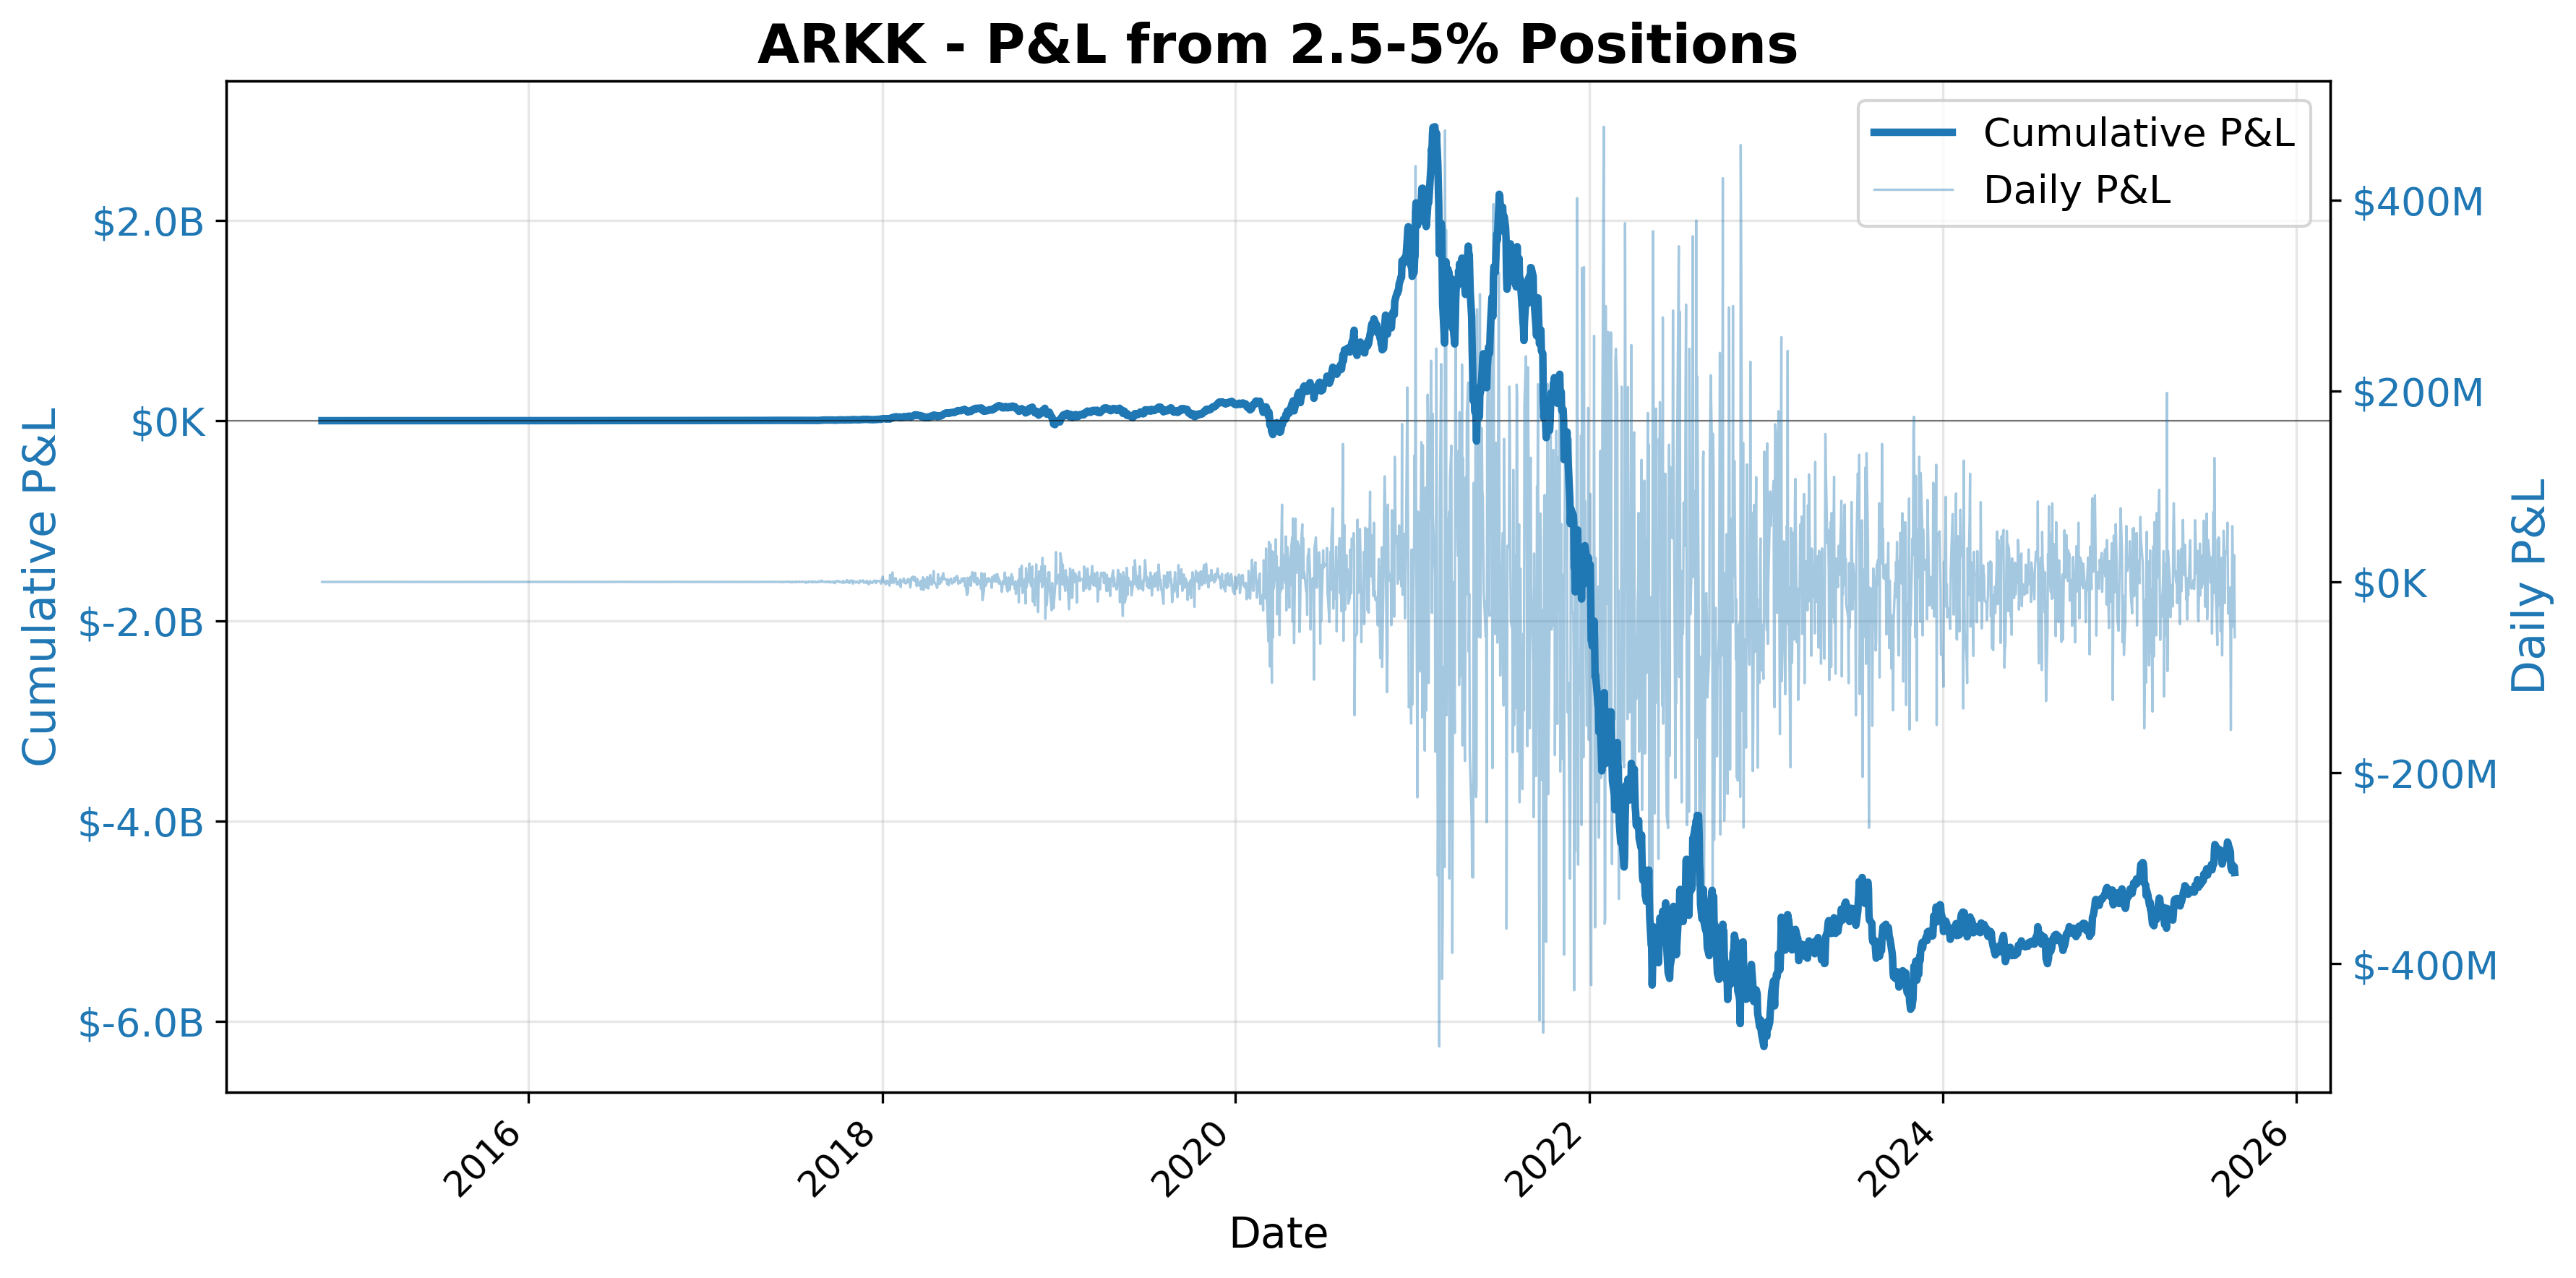 ARKK - P&L from 2.5-5% Positions
Cumulative P&L
Daily P&L
Cumulative P&L
$2.0B
$0K
$-2.0B
$-4.0B
$-6.0B
$400M
$200M
$0K
$-200M
$-400M
Daily P&L
2016
2018
2020
2022
2024
2026
Date